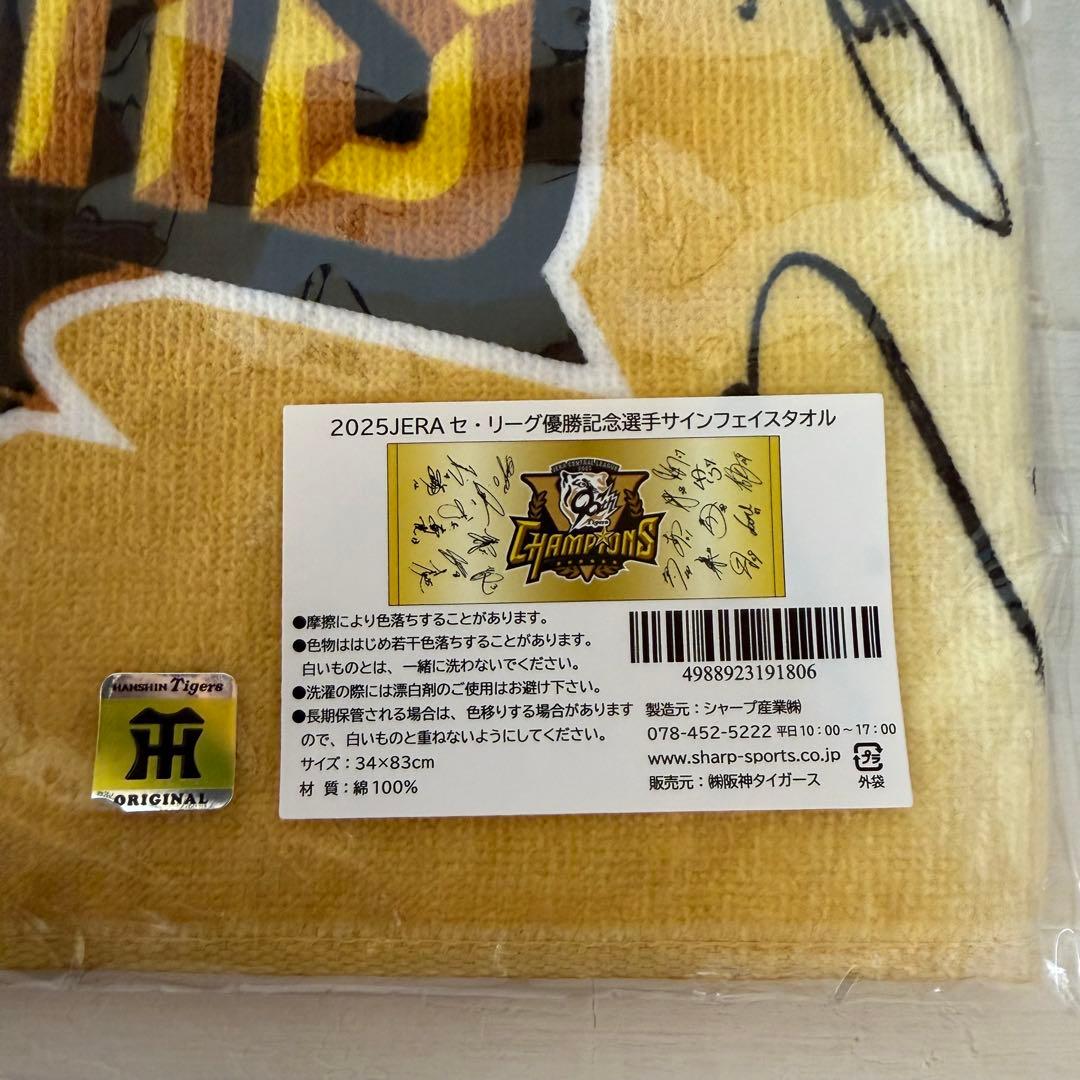 NS
2025JERA セ・リーグ優勝記念選手サインフェイスタオル
JERA CENTRAL LEAGUE
2025
90th
Tigers
CHAMPIONS
●摩擦により色落ちすることがあります。
●色物ははじめ若干色落ちすることがあります。
白いものとは、一緒に洗わないでください。
●洗濯の際には漂白剤のご使用はお避け下さい。
●長期保管される場合は、色移りする場合があります
ので、白いものと重ねないようにしてください。
サイズ：34×83cm
材 質：綿100%
4988923191806
製造元：シャープ産業㈱
078-452-5222 平日10：00～17：00
www.sharp-sports.co.jp
販売元：㈱阪神タイガース
プラ
外袋
HANSHIN Tigers
TH
ORIGINAL